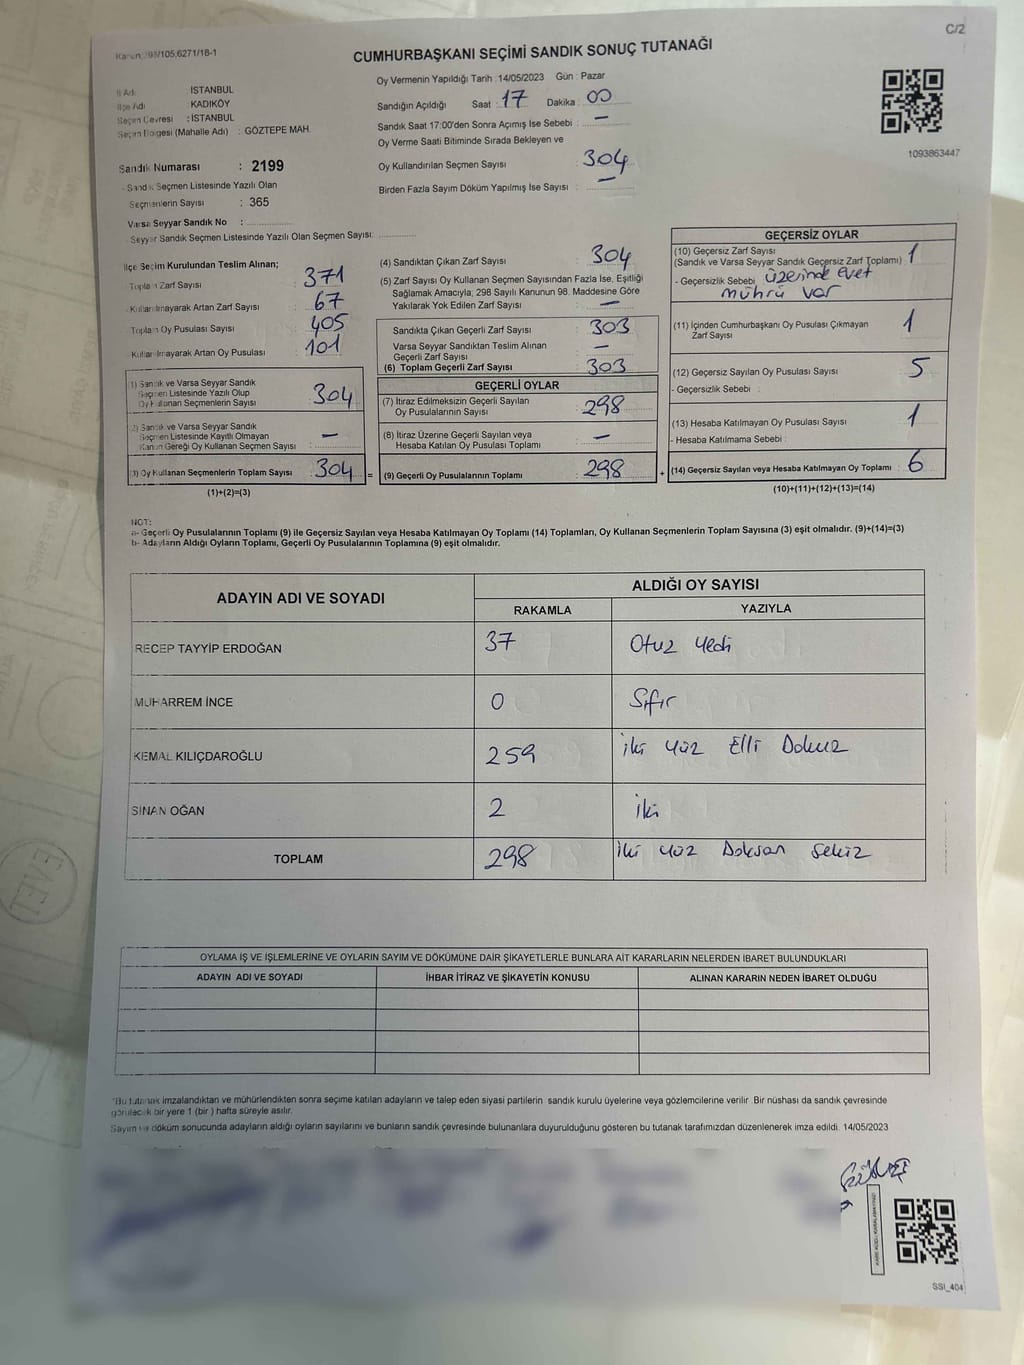 C/2
CUMHURBAŞKANI SEÇİMİ SANDIK SONUÇ TUTANAĞI
Oy Vermenin Yapıldığı Tarih :14/05/2023 Gün : Pazar
: İSTANBUL
İlçe Adı : KADIKÖY
Seçim Çevresi : İSTANBUL
Seçim Bölgesi (Mahalle Adı) : GÖZTEPE MAH.
Sandığın Açıldığı Saat : 17 Dakika : 00
Sandık Saat 17:00'den Sonra Açımış İse Sebebi : —
Oy Verme Saati Bitiminde Sırada Bekleyen ve
Oy Kullandırılan Seçmen Sayısı : 304
Birden Fazla Sayım Döküm Yapılmış İse Sayısı : —
1093863447
Sandık Numarası : 2199
Sandık Seçmen Listesinde Yazılı Olan
Seçmenlerin Sayısı : 365
Varsa Seyyar Sandık No :
Seyyar Sandık Seçmen Listesinde Yazılı Olan Seçmen Sayısı:
İlçe Seçim Kurulundan Teslim Alınan;
Toplam Zarf Sayısı : 371
Kullanılmayarak Artan Zarf Sayısı : 67
Toplam Oy Pusulası Sayısı : 405
Kullanılmayarak Artan Oy Pusulası : 101
(4) Sandıktan Çıkan Zarf Sayısı : 304
(5) Zarf Sayısı Oy Kullanan Seçmen Sayısından Fazla İse, Eşitliği
Sağlamak Amacıyla; 298 Sayılı Kanunun 98. Maddesine Göre
Yakılarak Yok Edilen Zarf Sayısı : —
Sandıkta Çıkan Geçerli Zarf Sayısı : 303
Varsa Seyyar Sandıktan Teslim Alınan
Geçerli Zarf Sayısı : —
(6) Toplam Geçerli Zarf Sayısı : 303
GEÇERSİZ OYLAR
(10) Geçersiz Zarf Sayısı
(Sandık ve Varsa Seyyar Sandık Geçersiz Zarf Toplamı) : 1
- Geçersizlik Sebebi : üzerinde evet
mührü var
(11) İçinden Cumhurbaşkanı Oy Pusulası Çıkmayan
Zarf Sayısı : 1
(12) Geçersiz Sayılan Oy Pusulası Sayısı : 5
- Geçersizlik Sebebi :
(13) Hesaba Katılmayan Oy Pusulası Sayısı : 1
- Hesaba Katılmama Sebebi :
(14) Geçersiz Sayılan veya Hesaba Katılmayan Oy Toplamı : 6
(10)+(11)+(12)+(13)=(14)
1) Sandık ve Varsa Seyyar Sandık
Seçmen Listesinde Yazılı Olup
Oy Kullanan Seçmenlerin Sayısı : 304
2) Sandık ve Varsa Seyyar Sandık
Seçmen Listesinde Kayıtlı Olmayan
Kanun Gereği Oy Kullanan Seçmen Sayısı : —
3) Oy Kullanan Seçmenlerin Toplam Sayısı : 304 =
(1)+(2)=(3)
GEÇERLİ OYLAR
(7) İtiraz Edilmeksizin Geçerli Sayılan
Oy Pusulalarının Sayısı : 298
(8) İtiraz Üzerine Geçerli Sayılan veya
Hesaba Katılan Oy Pusulası Toplamı : —
(9) Geçerli Oy Pusulalarının Toplamı : 298 +
NOT:
a- Geçerli Oy Pusulalarının Toplamı (9) ile Geçersiz Sayılan veya Hesaba Katılmayan Oy Toplamı (14) Toplamları, Oy Kullanan Seçmenlerin Toplam Sayısına (3) eşit olmalıdır. (9)+(14)=(3)
b- Adayların Aldığı Oyların Toplamı, Geçerli Oy Pusulalarının Toplamına (9) eşit olmalıdır.
ADAYIN ADI VE SOYADI ALDIĞI OY SAYISI
RAKAMLA YAZIYLA
RECEP TAYYİP ERDOĞAN 37 Otuz Yedi
MUHARREM İNCE 0 Sıfır
KEMAL KILIÇDAROĞLU 259 iki yüz Elli Dokuz
SİNAN OĞAN 2 iki
TOPLAM 298 iki yüz Doksan Sekiz
OYLAMA İŞ VE İŞLEMLERİNE VE OYLARIN SAYIM VE DÖKÜMÜNE DAİR ŞİKAYETLERLE BUNLARA AİT KARARLARIN NELERDEN İBARET BULUNDUKLARI
ADAYIN ADI VE SOYADI İHBAR İTİRAZ VE ŞİKAYETİN KONUSU ALINAN KARARIN NEDEN İBARET OLDUĞU
*Bu tutanak imzalandıktan ve mühürlendikten sonra seçime katılan adayların ve talep eden siyasi partilerin sandık kurulu üyelerine veya gözlemcilerine verilir. Bir nüshası da sandık çevresinde
görülecek bir yere 1 (bir ) hafta süreyle asılır.
Sayım ve döküm sonucunda adayların aldığı oyların sayılarını ve bunların sandık çevresinde bulunanlara duyurulduğunu gösteren bu tutanak tarafımızdan düzenlenerek imza edildi. 14/05/2023
SSI_404
EVET